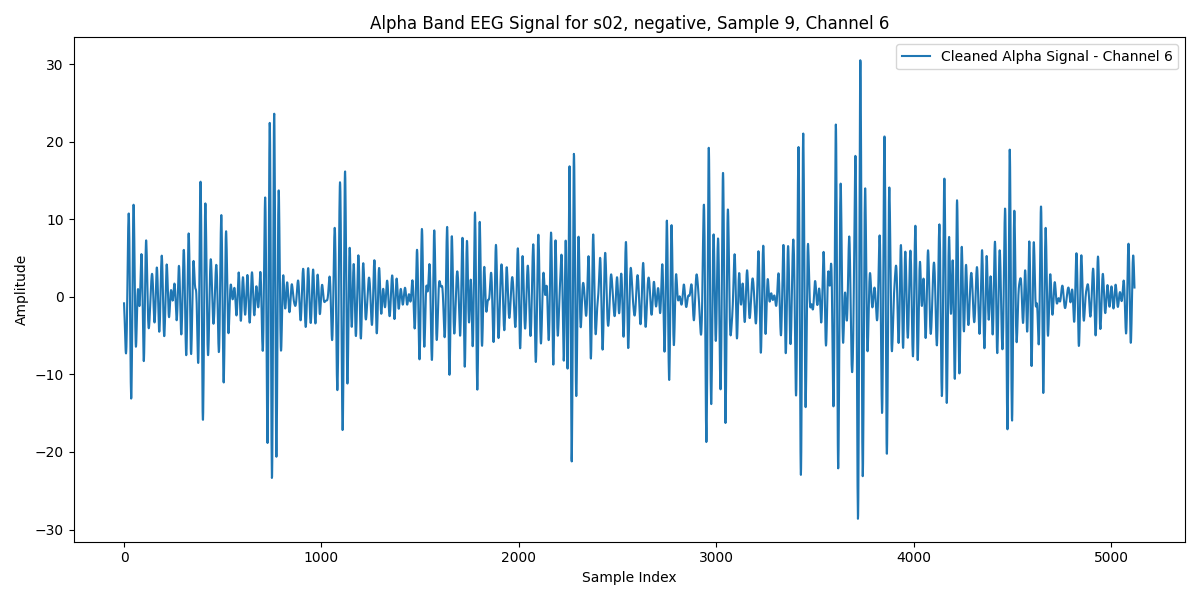 Alpha Band EEG Signal for s02, negative, Sample 9, Channel 6
Cleaned Alpha Signal - Channel 6
Amplitude
30
20
10
0
−10
−20
−30
0 1000 2000 3000 4000 5000
Sample Index